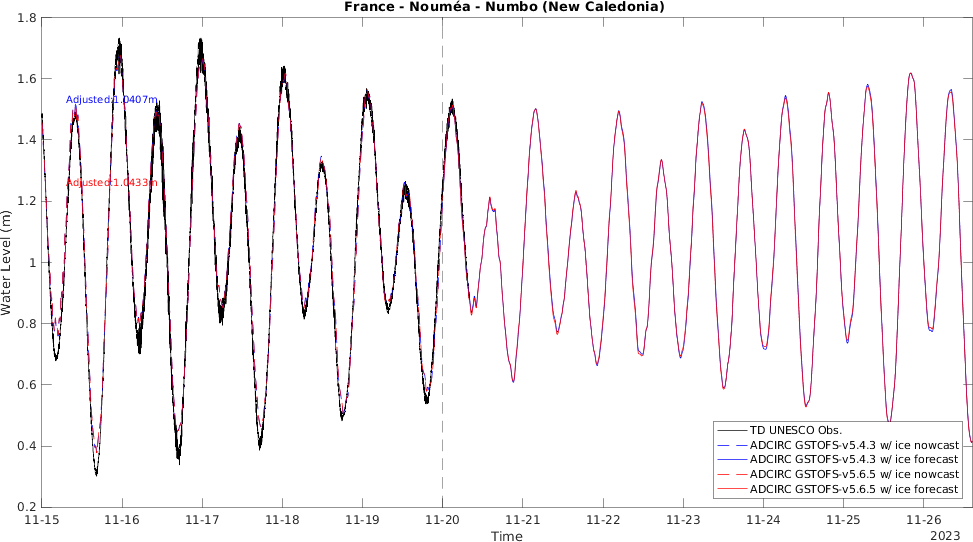 France - Nouméa - Numbo (New Caledonia)
Water Level (m)
1.8
1.6
1.4
1.2
1
0.8
0.6
0.4
0.2
Adjusted:1.0407m
Adjusted:1.0433m
TD UNESCO Obs.
ADCIRC GSTOFS-v5.4.3 w/ ice nowcast
ADCIRC GSTOFS-v5.4.3 w/ ice forecast
ADCIRC GSTOFS-v5.6.5 w/ ice nowcast
ADCIRC GSTOFS-v5.6.5 w/ ice forecast
11-15 11-16 11-17 11-18 11-19 11-20 11-21 11-22 11-23 11-24 11-25 11-26
2023
Time